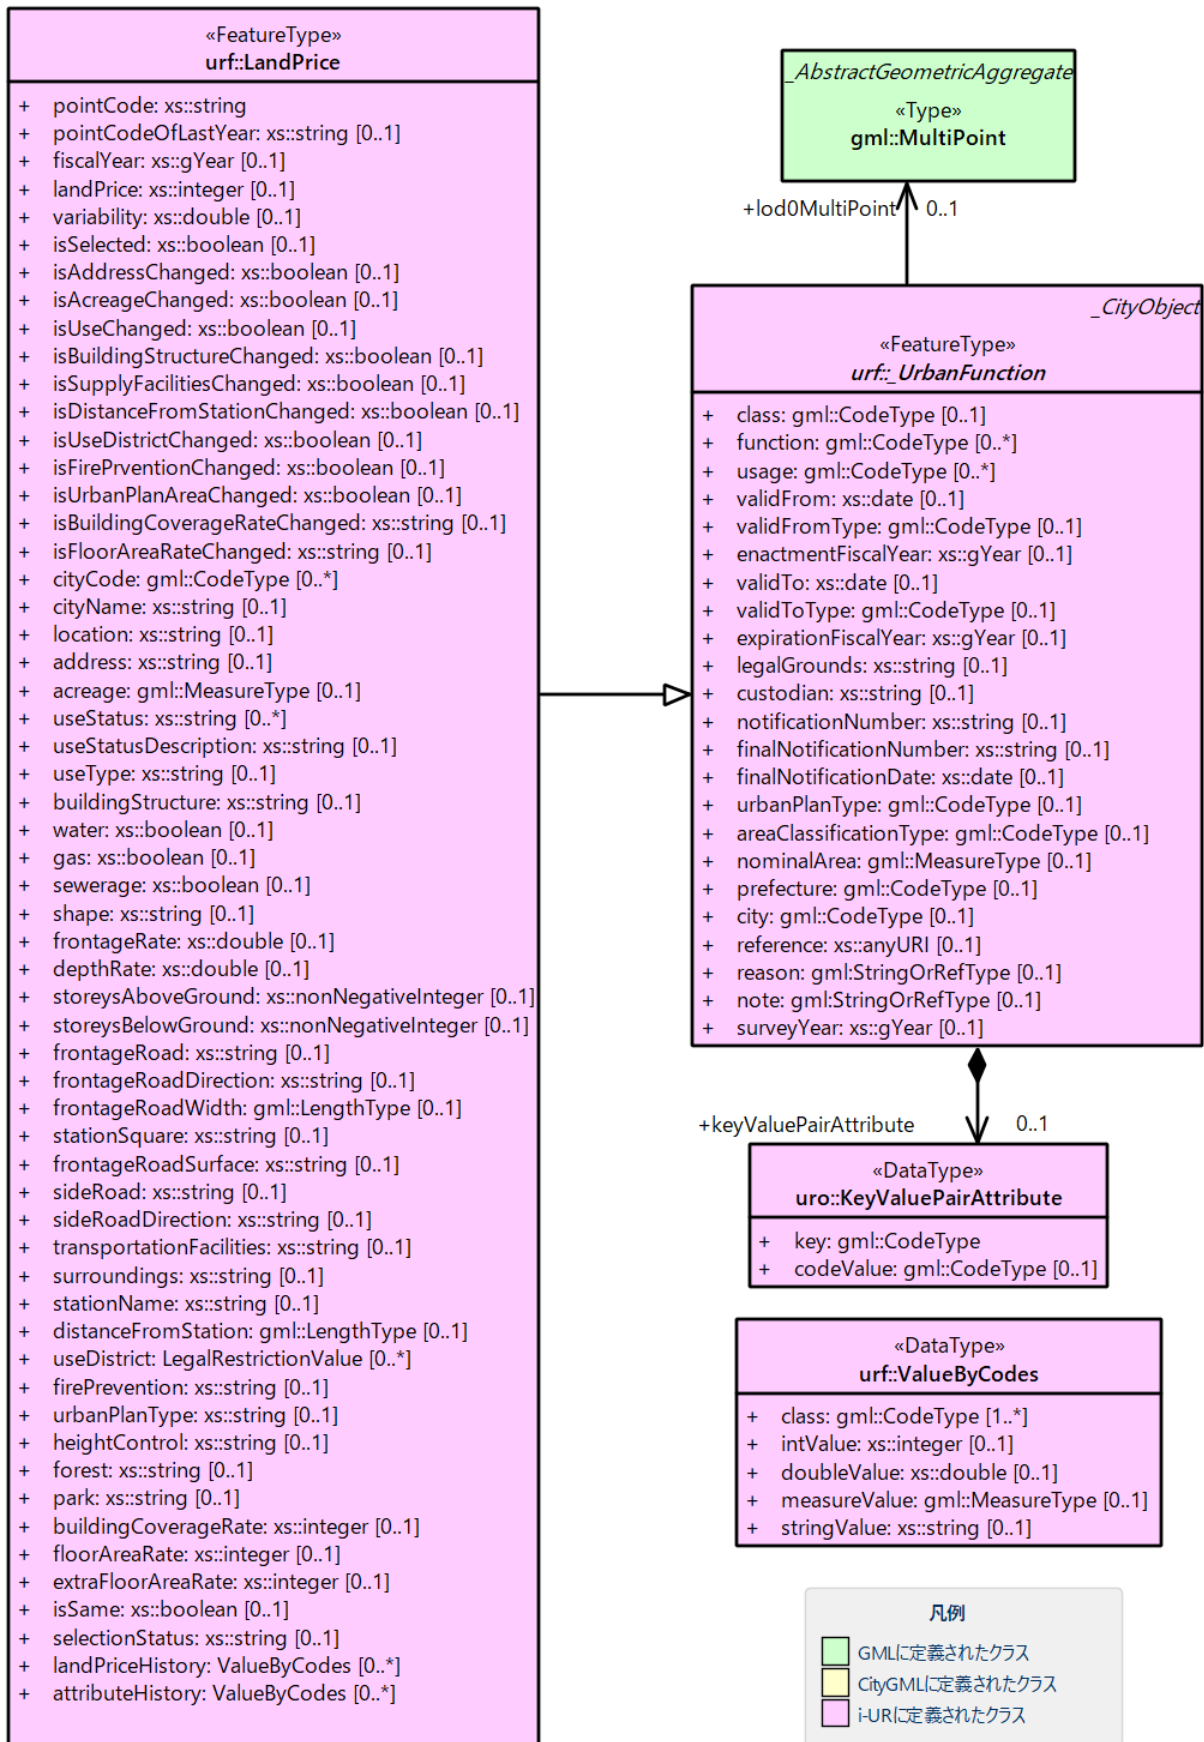 «FeatureType»
urf::LandPrice
+ pointCode: xs::string
+ pointCodeOfLastYear: xs::string [0..1]
+ fiscalYear: xs::gYear [0..1]
+ landPrice: xs::integer [0..1]
+ variability: xs::double [0..1]
+ isSelected: xs::boolean [0..1]
+ isAddressChanged: xs::boolean [0..1]
+ isAcreageChanged: xs::boolean [0..1]
+ isUseChanged: xs::boolean [0..1]
+ isBuildingStructureChanged: xs::boolean [0..1]
+ isSupplyFacilitiesChanged: xs::boolean [0..1]
+ isDistanceFromStationChanged: xs::boolean [0..1]
+ isUseDistrictChanged: xs::boolean [0..1]
+ isFirePrventionChanged: xs::boolean [0..1]
+ isUrbanPlanAreaChanged: xs::boolean [0..1]
+ isBuildingCoverageRateChanged: xs::string [0..1]
+ isFloorAreaRateChanged: xs::string [0..1]
+ cityCode: gml::CodeType [0..*]
+ cityName: xs::string [0..1]
+ location: xs::string [0..1]
+ address: xs::string [0..1]
+ acreage: gml::MeasureType [0..1]
+ useStatus: xs::string [0..*]
+ useStatusDescription: xs::string [0..1]
+ useType: xs::string [0..1]
+ buildingStructure: xs::string [0..1]
+ water: xs::boolean [0..1]
+ gas: xs::boolean [0..1]
+ sewerage: xs::boolean [0..1]
+ shape: xs::string [0..1]
+ frontageRate: xs::double [0..1]
+ depthRate: xs::double [0..1]
+ storeysAboveGround: xs::nonNegativeInteger [0..1]
+ storeysBelowGround: xs::nonNegativeInteger [0..1]
+ frontageRoad: xs::string [0..1]
+ frontageRoadDirection: xs::string [0..1]
+ frontageRoadWidth: gml::LengthType [0..1]
+ stationSquare: xs::string [0..1]
+ frontageRoadSurface: xs::string [0..1]
+ sideRoad: xs::string [0..1]
+ sideRoadDirection: xs::string [0..1]
+ transportationFacilities: xs::string [0..1]
+ surroundings: xs::string [0..1]
+ stationName: xs::string [0..1]
+ distanceFromStation: gml::LengthType [0..1]
+ useDistrict: LegalRestrictionValue [0..*]
+ firePrevention: xs::string [0..1]
+ urbanPlanType: xs::string [0..1]
+ heightControl: xs::string [0..1]
+ forest: xs::string [0..1]
+ park: xs::string [0..1]
+ buildingCoverageRate: xs::integer [0..1]
+ floorAreaRate: xs::integer [0..1]
+ extraFloorAreaRate: xs::integer [0..1]
+ isSame: xs::boolean [0..1]
+ selectionStatus: xs::string [0..1]
+ landPriceHistory: ValueByCodes [0..*]
+ attributeHistory: ValueByCodes [0..*]
_AbstractGeometricAggregate
«Type»
gml::MultiPoint
+lod0MultiPoint 0..1
_CityObject
«FeatureType»
urf::_UrbanFunction
+ class: gml::CodeType [0..1]
+ function: gml::CodeType [0..*]
+ usage: gml::CodeType [0..*]
+ validFrom: xs::date [0..1]
+ validFromType: gml::CodeType [0..1]
+ enactmentFiscalYear: xs::gYear [0..1]
+ validTo: xs::date [0..1]
+ validToType: gml::CodeType [0..1]
+ expirationFiscalYear: xs::gYear [0..1]
+ legalGrounds: xs::string [0..1]
+ custodian: xs::string [0..1]
+ notificationNumber: xs::string [0..1]
+ finalNotificationNumber: xs::string [0..1]
+ finalNotificationDate: xs::date [0..1]
+ urbanPlanType: gml::CodeType [0..1]
+ areaClassificationType: gml::CodeType [0..1]
+ nominalArea: gml::MeasureType [0..1]
+ prefecture: gml::CodeType [0..1]
+ city: gml::CodeType [0..1]
+ reference: xs::anyURI [0..1]
+ reason: gml:StringOrRefType [0..1]
+ note: gml:StringOrRefType [0..1]
+ surveyYear: xs::gYear [0..1]
+keyValuePairAttribute 0..1
«DataType»
uro::KeyValuePairAttribute
+ key: gml::CodeType
+ codeValue: gml::CodeType [0..1]
«DataType»
urf::ValueByCodes
+ class: gml::CodeType [1..*]
+ intValue: xs::integer [0..1]
+ doubleValue: xs::double [0..1]
+ measureValue: gml::MeasureType [0..1]
+ stringValue: xs::string [0..1]
凡例
GMLに定義されたクラス
CityGMLに定義されたクラス
i-URに定義されたクラス